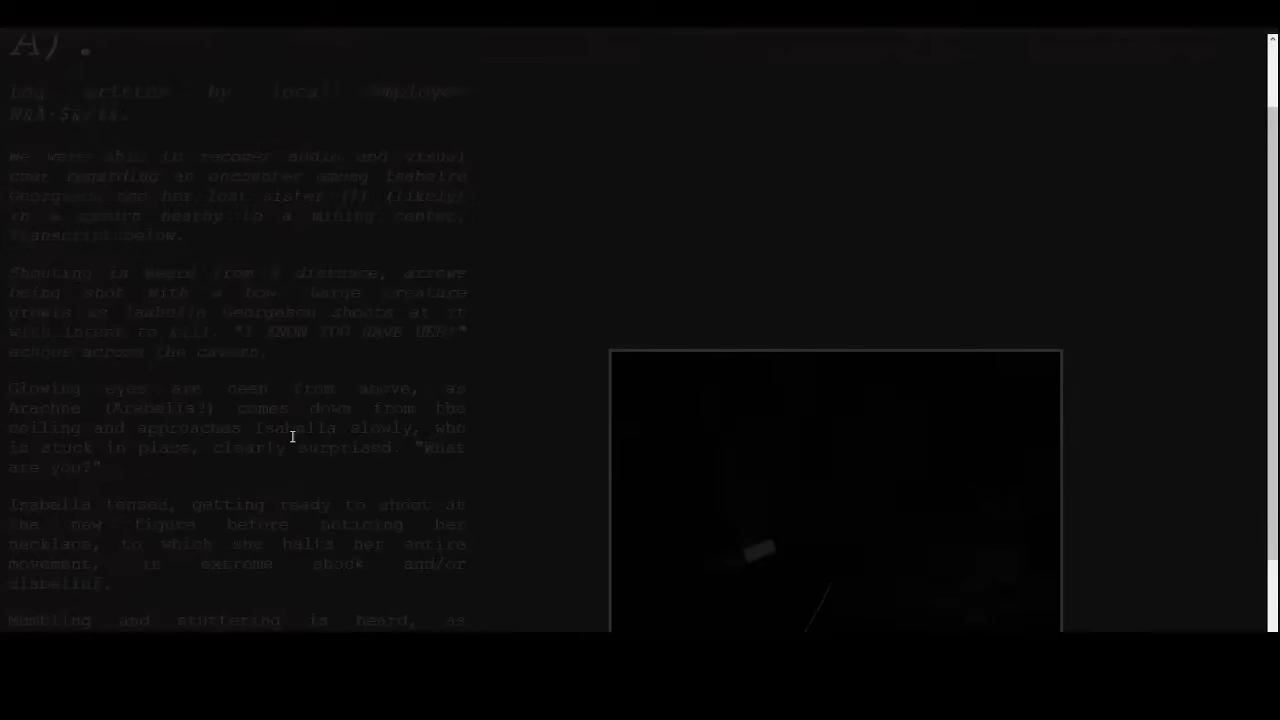 A).
Log written by local employee
We were able to recover audio and visual
come regarding an encounter among Isabella
Georgescu and her lost sister [?] (likely)
in a cavern nearby to a mining center.
Transcript below.
Shouting is heard from a distance, arrows
being shot with a bow. Large creature
growls as Isabella Georgescu shoots at it
with intent to kill. "I KNOW YOU HAVE HER!"
echoes across the cavern.
Glowing eyes are seen from above, as
Arachne (Arabella?) comes down from the
ceiling and approaches Isabella slowly, who
is stuck in place, clearly surprised. "What
are you?"
Isabella tensed, getting ready to shoot at
the new figure before noticing her
necklace, to which she halts her entire
movement, in extreme shock and/or
disbelief.
Mumbling and stuttering is heard, as